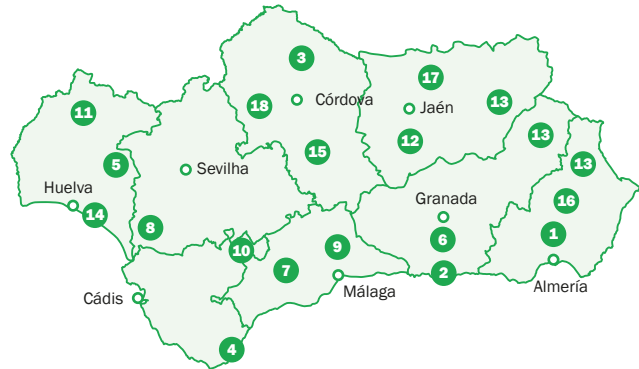 3
17
18
Córdova
13
11
Jaén
12
13
15
5
Sevilha
13
Huelva
16
14
Granada
8
6
1
10
9
7
2
Málaga
Almería
Cádis
4